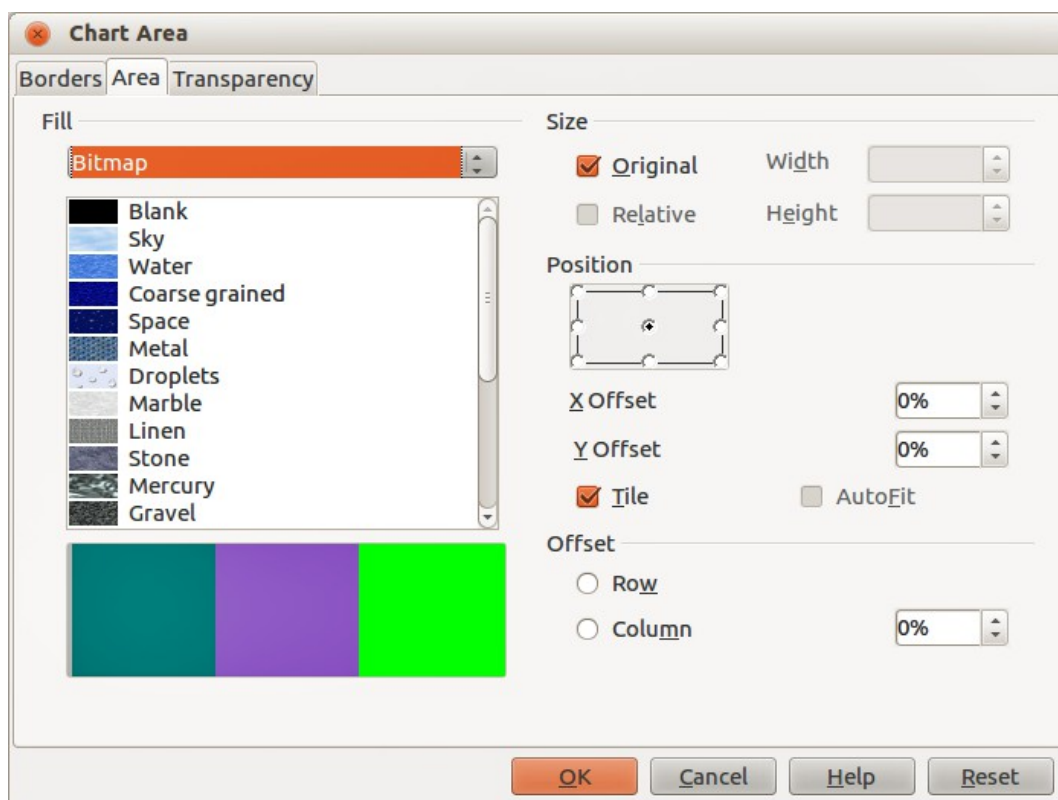 Chart Area
Borders Area Transparency
Fill
Bitmap
Blank
Sky
Water
Coarse grained
Space
Metal
Droplets
Marble
Linen
Stone
Mercury
Gravel
Size
Original Width
Relative Height
Position
X Offset 0%
Y Offset 0%
Tile AutoFit
Offset
Row
Column 0%
OK Cancel Help Reset